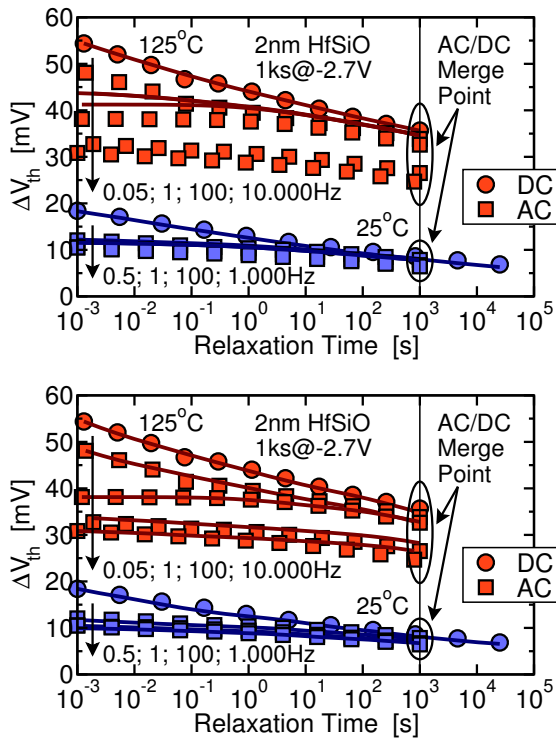 60
50
40
30
20
10
0
ΔVth [mV]
125°C
2nm HfSiO
1ks@-2.7V
AC/DC
Merge
Point
0.05; 1; 100; 10.000Hz
25°C
0.5; 1; 100; 1.000Hz
DC
AC
10⁻³ 10⁻² 10⁻¹ 10⁰ 10¹ 10² 10³ 10⁴ 10⁵
Relaxation Time [s]
60
50
40
30
20
10
0
ΔVth [mV]
125°C
2nm HfSiO
1ks@-2.7V
AC/DC
Merge
Point
0.05; 1; 100; 10.000Hz
25°C
0.5; 1; 100; 1.000Hz
DC
AC
10⁻³ 10⁻² 10⁻¹ 10⁰ 10¹ 10² 10³ 10⁴ 10⁵
Relaxation Time [s]